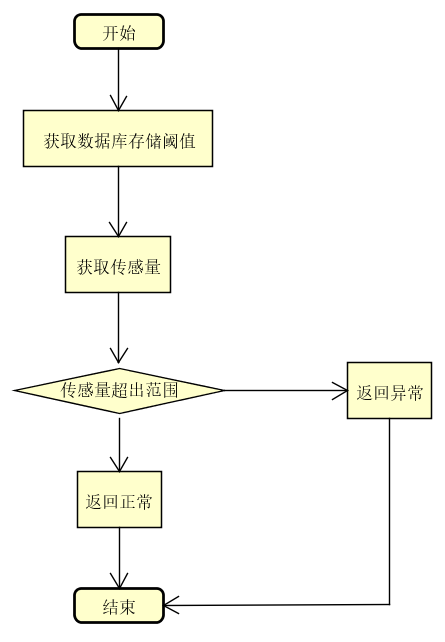 开始
获取数据库存储阈值
获取传感量
传感量超出范围
返回异常
返回正常
结束